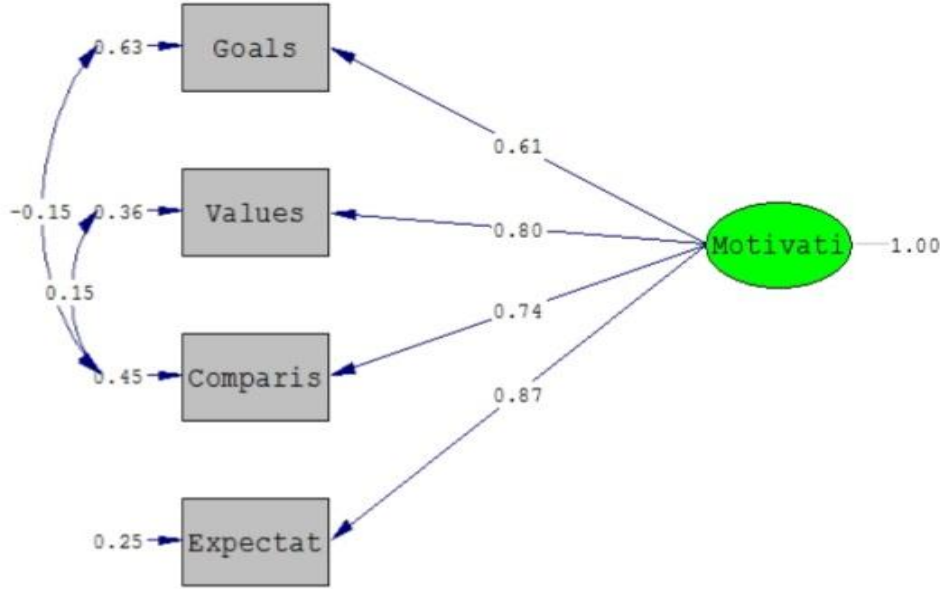 0.63
Goals
0.61
-0.15
0.36
Values
0.80
Motivati
1.00
0.15
0.74
0.45
Comparis
0.87
0.25
Expectat